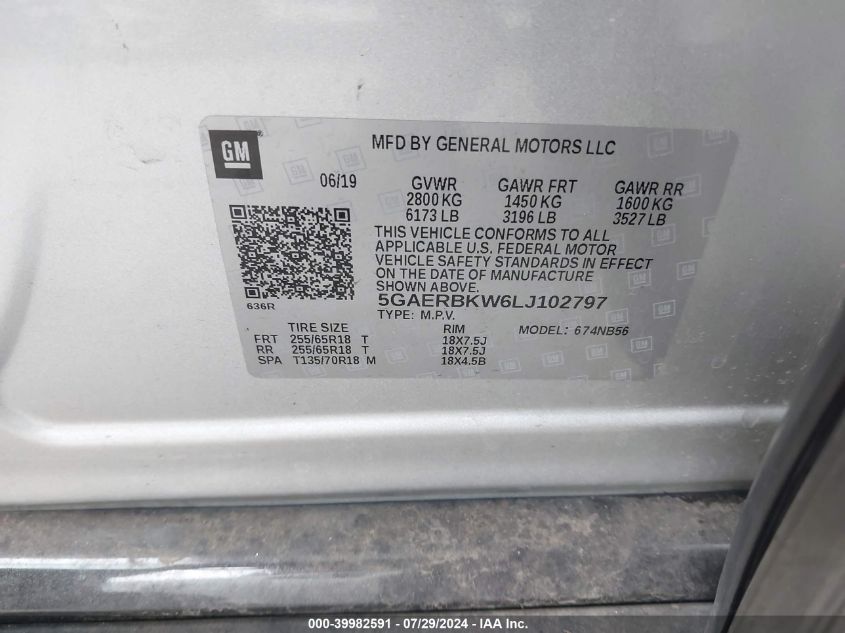 GM
MFD BY GENERAL MOTORS LLC
06/19 GVWR GAWR FRT GAWR RR
2800 KG 1450 KG 1600 KG
6173 LB 3196 LB 3527 LB
THIS VEHICLE CONFORMS TO ALL
APPLICABLE U.S. FEDERAL MOTOR
VEHICLE SAFETY STANDARDS IN EFFECT
ON THE DATE OF MANUFACTURE
SHOWN ABOVE.
636R
5GAERBKW6LJ102797
TYPE: M.P.V.
TIRE SIZE RIM MODEL: 674NB56
FRT 255/65R18 T 18X7.5J
RR 255/65R18 T 18X7.5J
SPA T135/70R18 M 18X4.5B
000-39982591 - 07/29/2024 - IAA Inc.